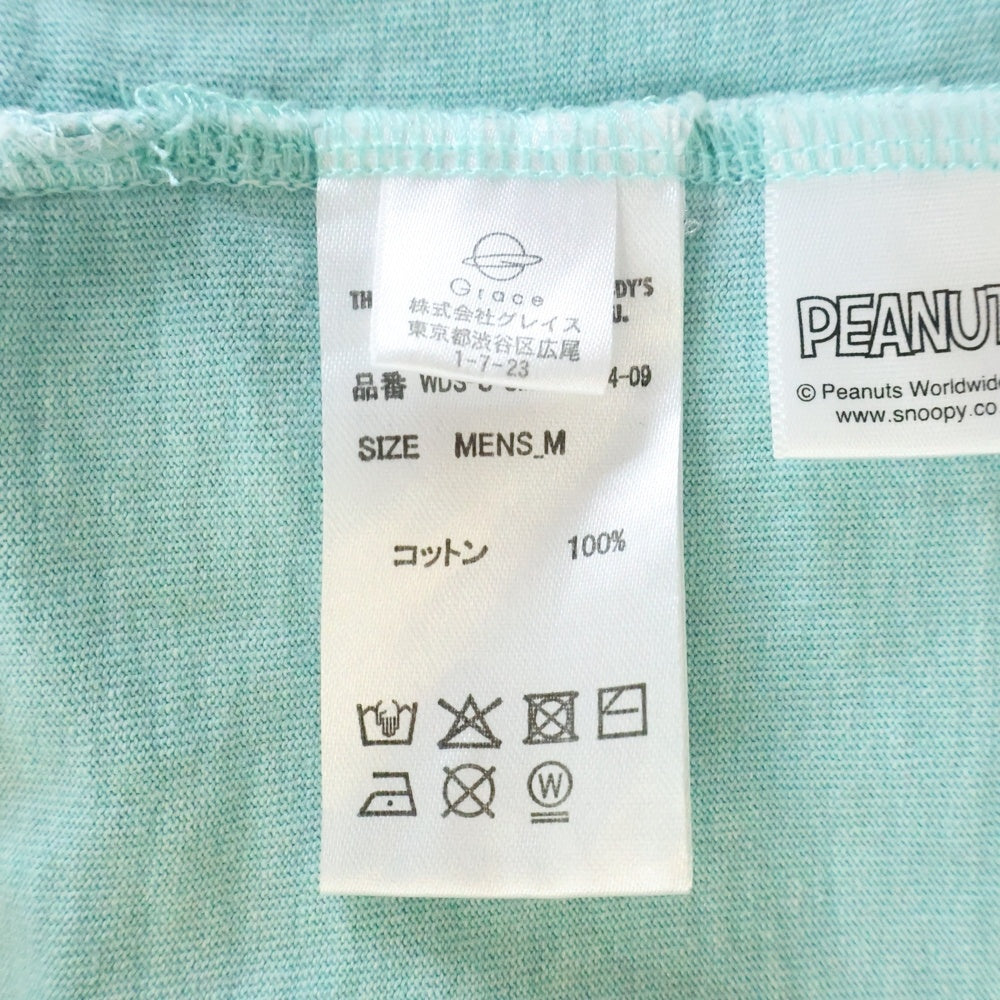 Grace
株式会社グレイス
東京都渋谷区広尾
1-7-23
品番
4-09
SIZE MENS_M
コットン 100%
W
PEANUT
© Peanuts Worldwide
www.snoopy.co